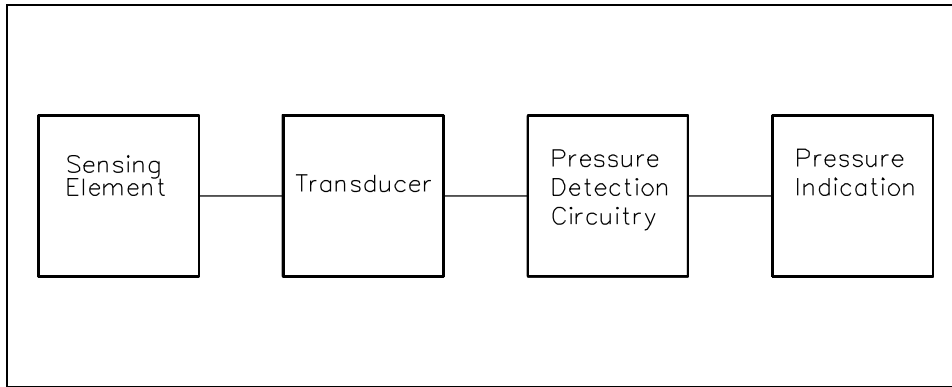 Sensing
Element
Transducer
Pressure
Detection
Circuitry
Pressure
Indication